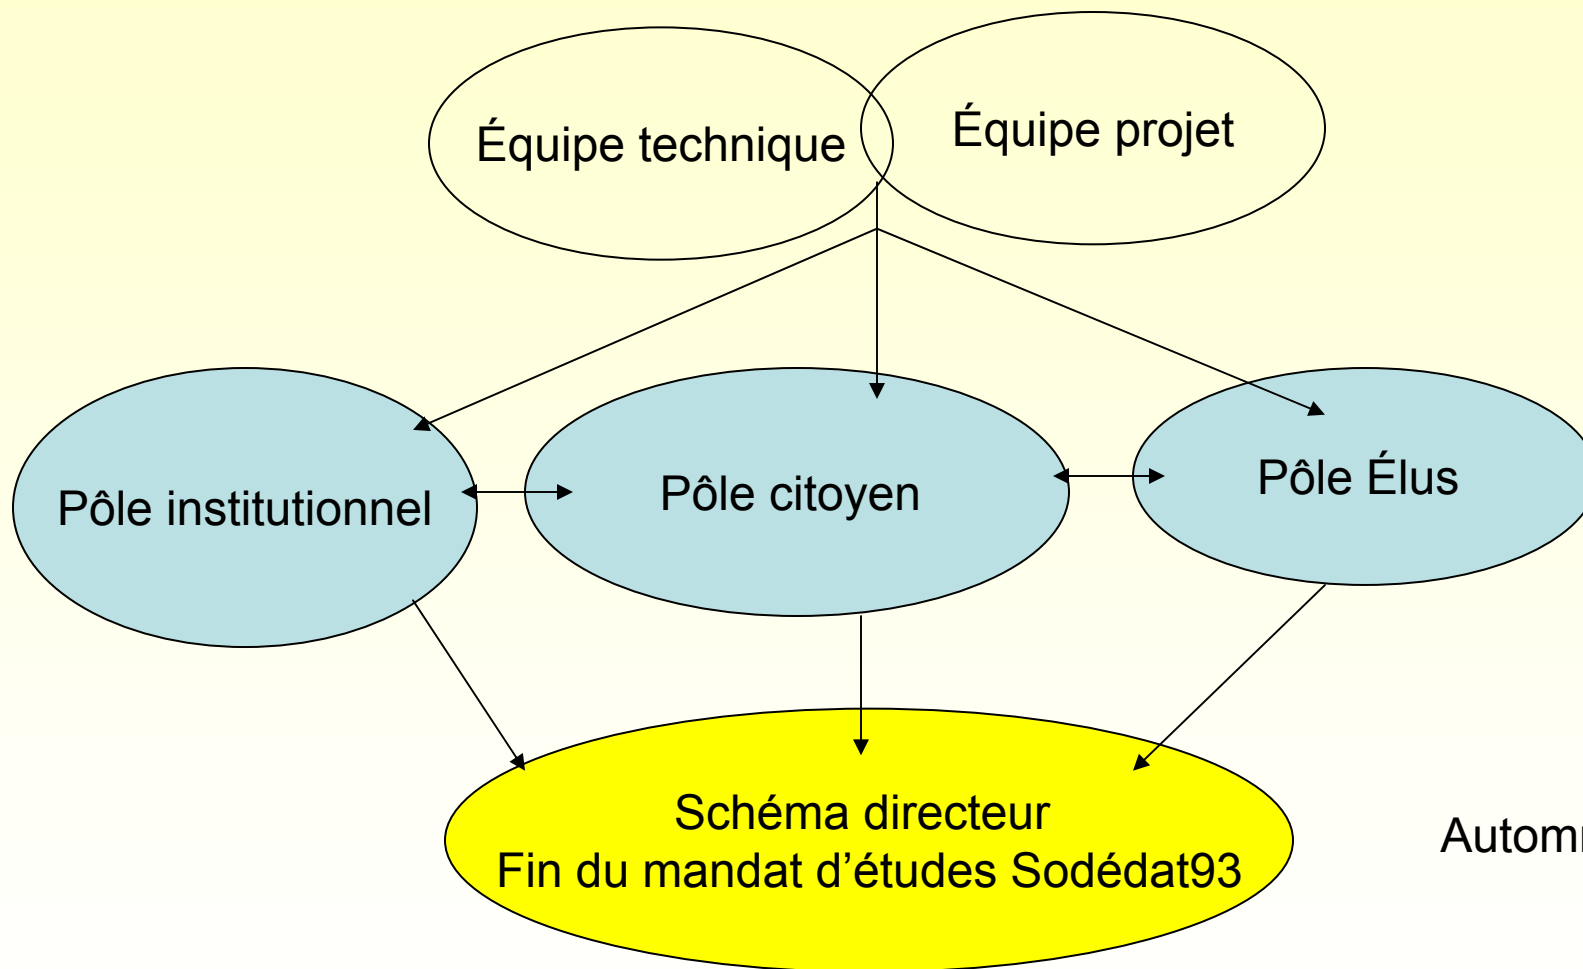 Équipe technique
Équipe projet
Pôle institutionnel
Pôle citoyen
Pôle Élus
Schéma directeur
Fin du mandat d’études Sodédat93